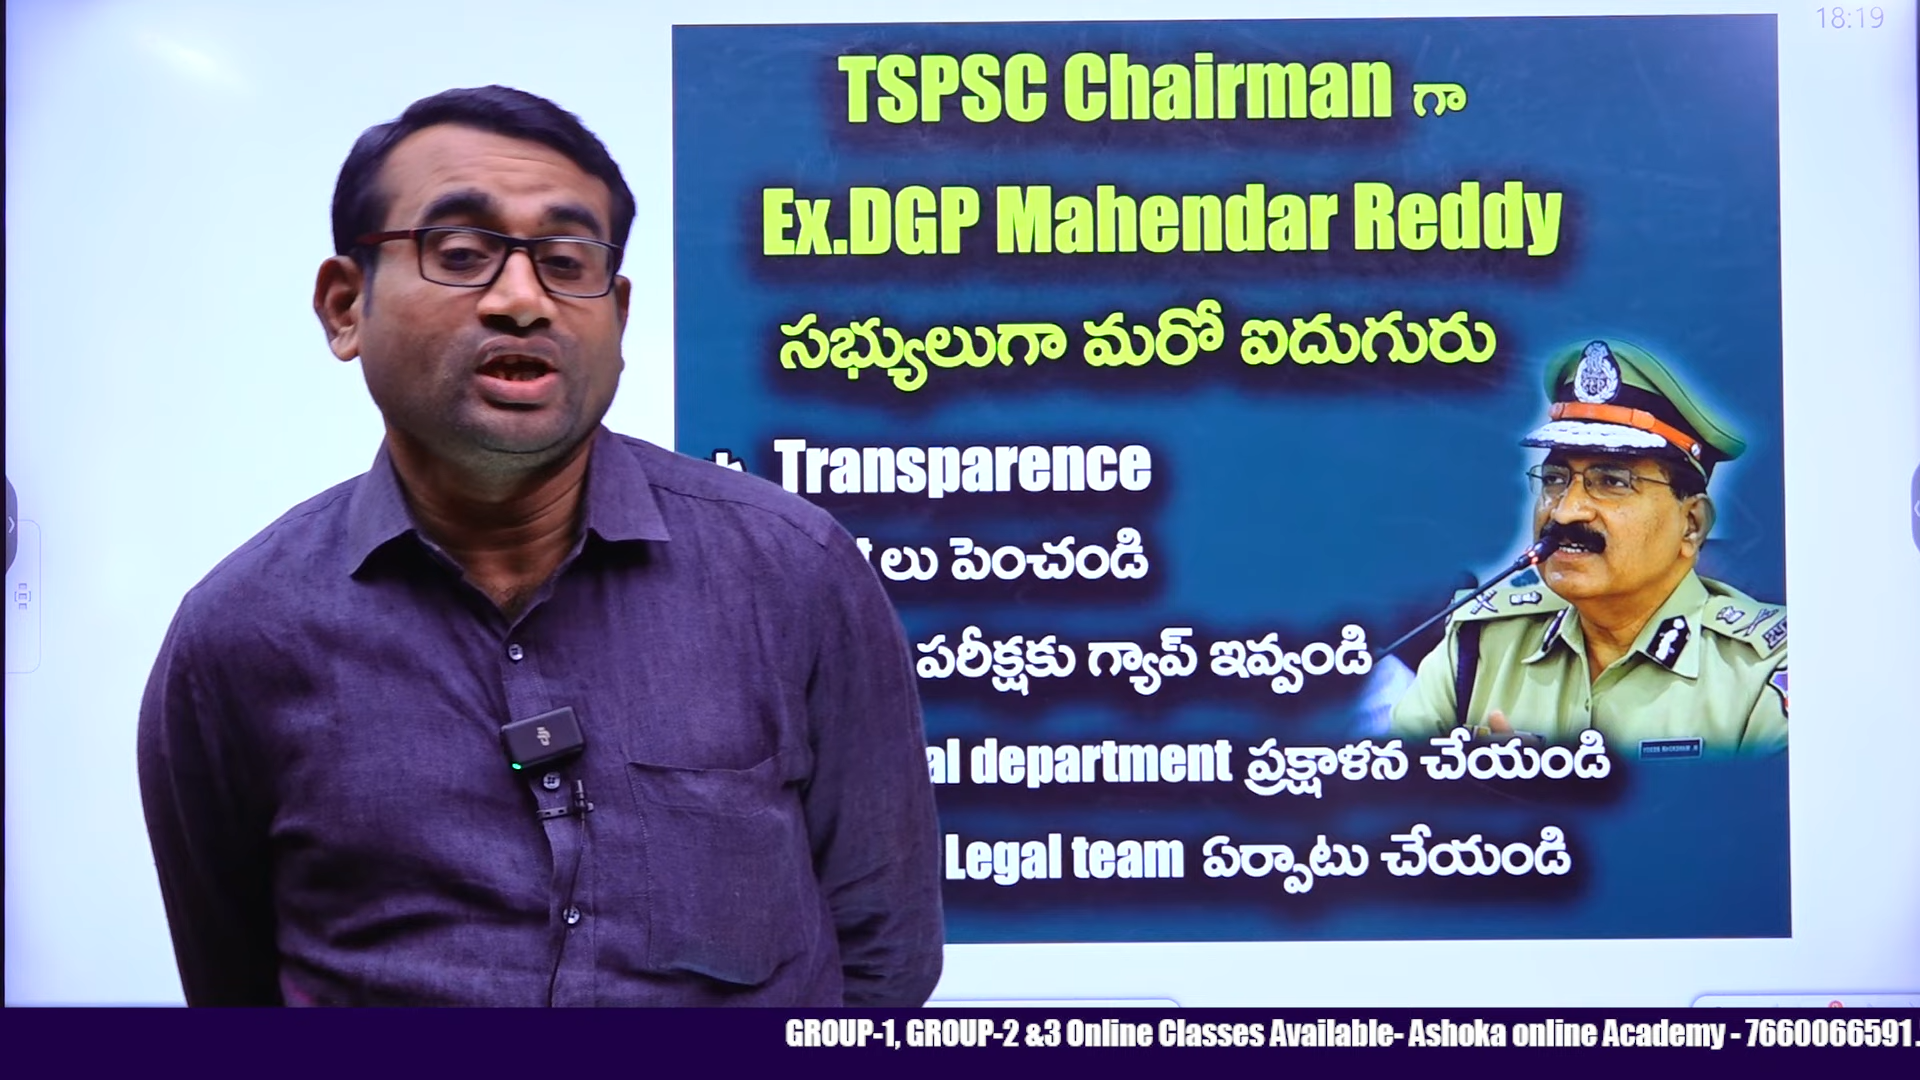 18:19
TSPSC Chairman గా
Ex.DGP Mahendar Reddy
సభ్యులుగా మరో ఐదుగురు
Transparence
లు పెంచండి
పరీక్షకు గ్యాప్ ఇవ్వండి
department ప్రక్షాళన చేయండి
Legal team ఏర్పాటు చేయండి
GROUP-1, GROUP-2 &3 Online Classes Available- Ashoka online Academy - 7660066591.